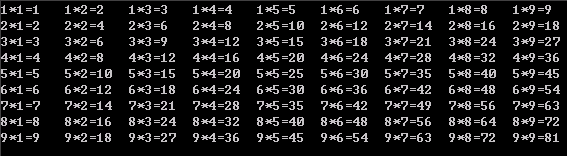 1*1=1 1*2=2 1*3=3 1*4=4 1*5=5 1*6=6 1*7=7 1*8=8 1*9=9
2*1=2 2*2=4 2*3=6 2*4=8 2*5=10 2*6=12 2*7=14 2*8=16 2*9=18
3*1=3 3*2=6 3*3=9 3*4=12 3*5=15 3*6=18 3*7=21 3*8=24 3*9=27
4*1=4 4*2=8 4*3=12 4*4=16 4*5=20 4*6=24 4*7=28 4*8=32 4*9=36
5*1=5 5*2=10 5*3=15 5*4=20 5*5=25 5*6=30 5*7=35 5*8=40 5*9=45
6*1=6 6*2=12 6*3=18 6*4=24 6*5=30 6*6=36 6*7=42 6*8=48 6*9=54
7*1=7 7*2=14 7*3=21 7*4=28 7*5=35 7*6=42 7*7=49 7*8=56 7*9=63
8*1=8 8*2=16 8*3=24 8*4=32 8*5=40 8*6=48 8*7=56 8*8=64 8*9=72
9*1=9 9*2=18 9*3=27 9*4=36 9*5=45 9*6=54 9*7=63 9*8=72 9*9=81